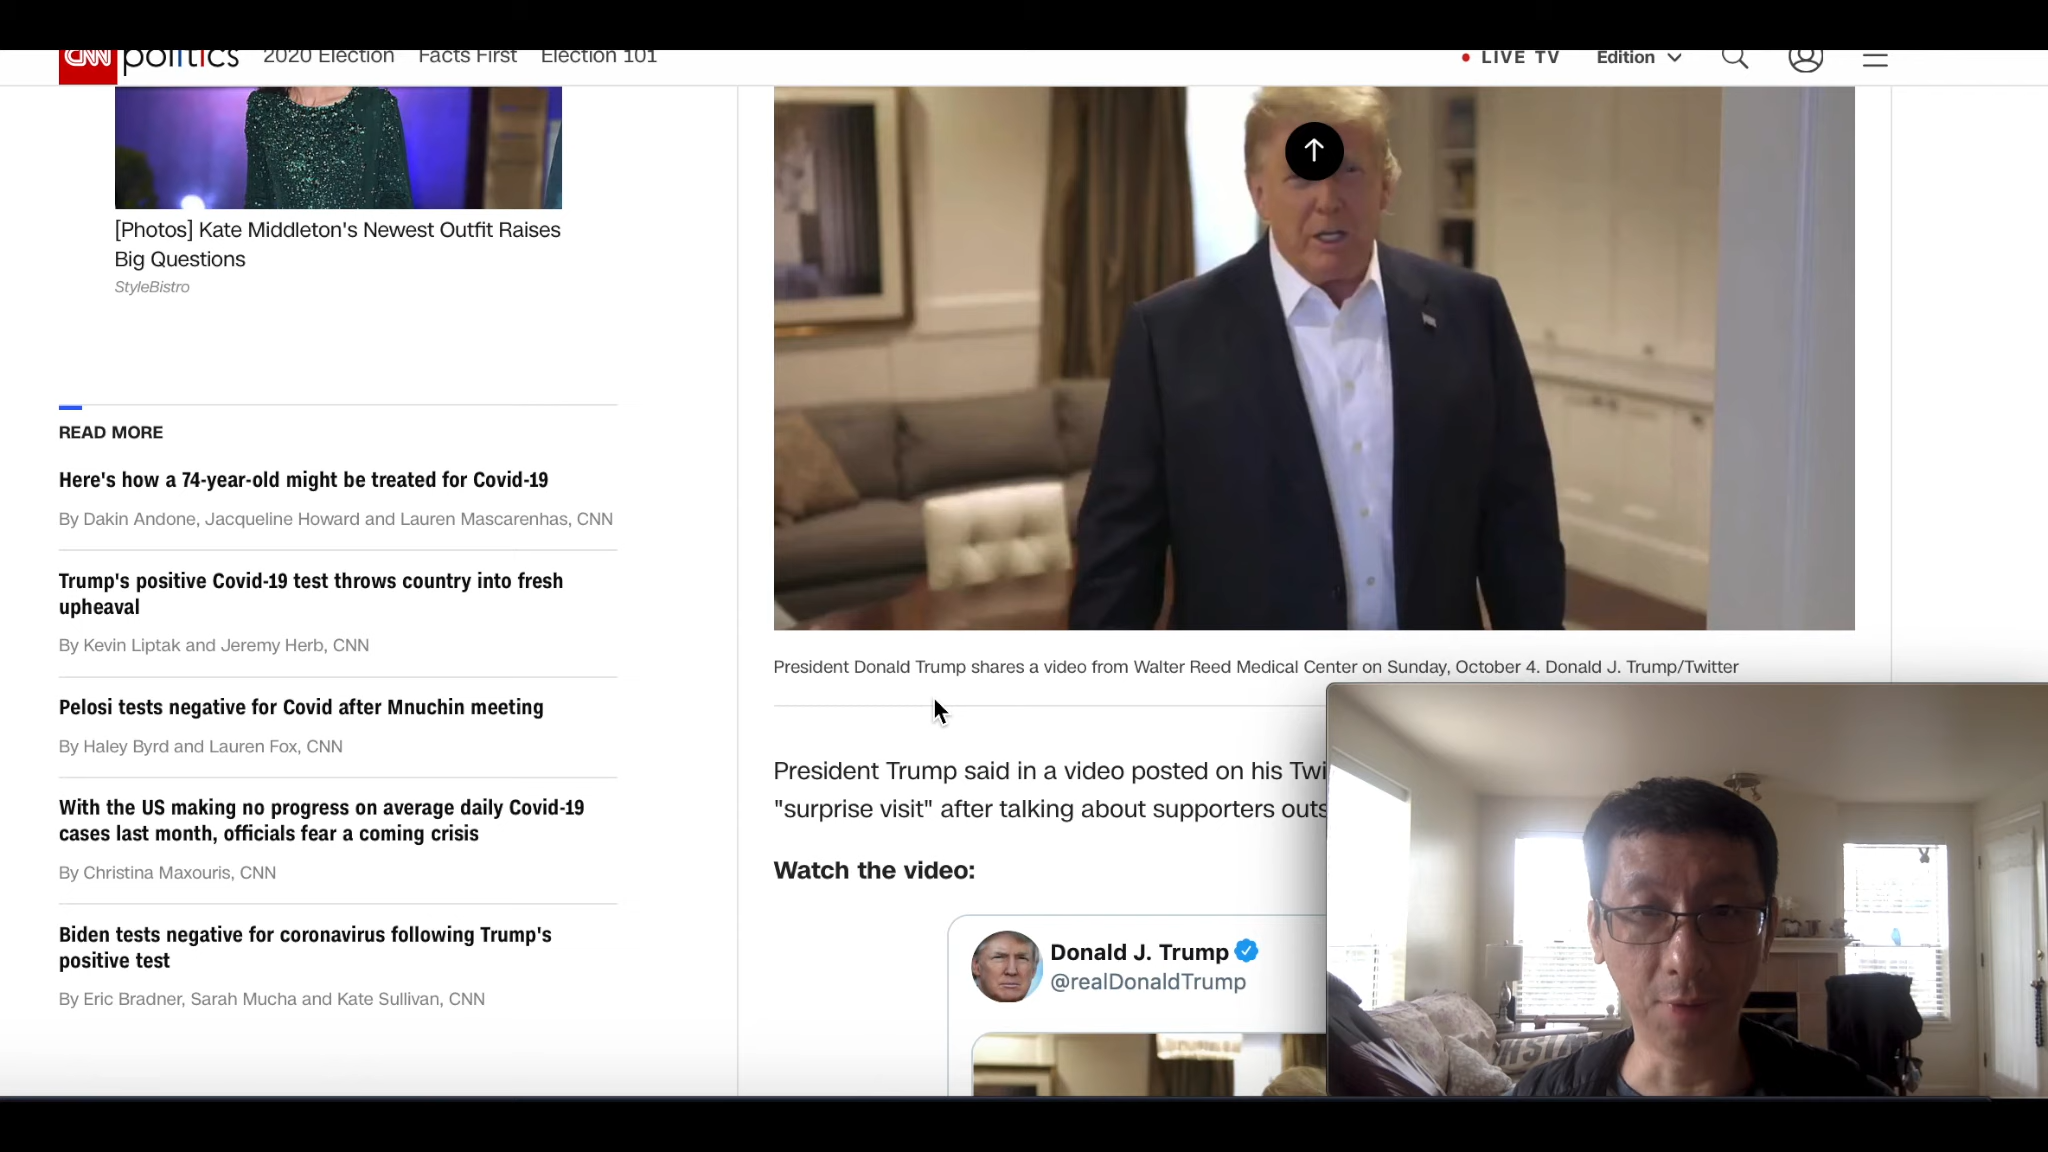 CNN politics 2020 Election Facts First Election 101 LIVE TV Edition
[Photos] Kate Middleton's Newest Outfit Raises
Big Questions
StyleBistro
READ MORE
Here's how a 74-year-old might be treated for Covid-19
By Dakin Andone, Jacqueline Howard and Lauren Mascarenhas, CNN
Trump's positive Covid-19 test throws country into fresh
upheaval
By Kevin Liptak and Jeremy Herb, CNN
Pelosi tests negative for Covid after Mnuchin meeting
By Haley Byrd and Lauren Fox, CNN
With the US making no progress on average daily Covid-19
cases last month, officials fear a coming crisis
By Christina Maxouris, CNN
Biden tests negative for coronavirus following Trump's
positive test
By Eric Bradner, Sarah Mucha and Kate Sullivan, CNN
President Donald Trump shares a video from Walter Reed Medical Center on Sunday, October 4. Donald J. Trump/Twitter
President Trump said in a video posted on his Twi
"surprise visit" after talking about supporters outs
Watch the video:
Donald J. Trump
@realDonaldTrump